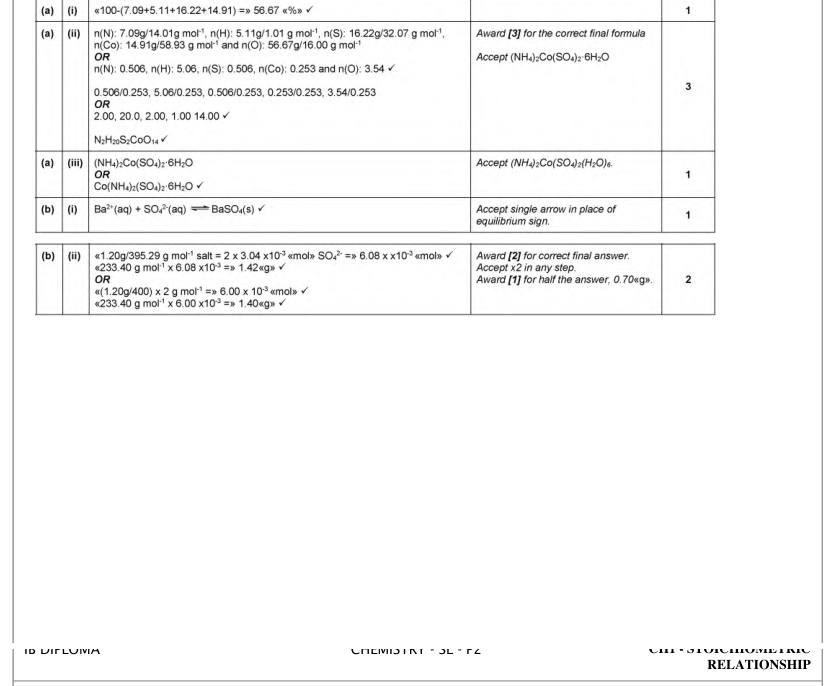 (a) (i) «100-(7.09+5.11+16.22+14.91) =» 56.67 «%» ✓ 1
(a) (ii) n(N): 7.09g/14.01g mol⁻¹, n(H): 5.11g/1.01 g mol⁻¹, n(S): 16.22g/32.07 g mol⁻¹,
n(Co): 14.91g/58.93 g mol⁻¹ and n(O): 56.67g/16.00 g mol⁻¹
OR
n(N): 0.506, n(H): 5.06, n(S): 0.506, n(Co): 0.253 and n(O): 3.54 ✓
0.506/0.253, 5.06/0.253, 0.506/0.253, 0.253/0.253, 3.54/0.253
OR
2.00, 20.0, 2.00, 1.00 14.00 ✓
N₂H₂₀S₂CoO₁₄ ✓
Award [3] for the correct final formula
Accept (NH₄)₂Co(SO₄)₂·6H₂O
3
(a) (iii) (NH₄)₂Co(SO₄)₂·6H₂O
OR
Co(NH₄)₂(SO₄)₂·6H₂O ✓
Accept (NH₄)₂Co(SO₄)₂(H₂O)₆.
1
(b) (i) Ba²⁺(aq) + SO₄²⁻(aq) ⇌ BaSO₄(s) ✓
Accept single arrow in place of
equilibrium sign.
1
(b) (ii) «1.20g/395.29 g mol⁻¹ salt = 2 x 3.04 x10⁻³ «mol» SO₄²⁻ =» 6.08 x x10⁻³ «mol» ✓
«233.40 g mol⁻¹ x 6.08 x10⁻³ =» 1.42«g» ✓
OR
«(1.20g/400) x 2 g mol⁻¹ =» 6.00 x 10⁻³ «mol» ✓
«233.40 g mol⁻¹ x 6.00 x10⁻³ =» 1.40«g» ✓
Award [2] for correct final answer.
Accept x2 in any step.
Award [1] for half the answer, 0.70«g».
2
IB DIPLOMA CHEMISTRY - SL - P2 CH1 - STOICHIOMETRIC
RELATIONSHIP